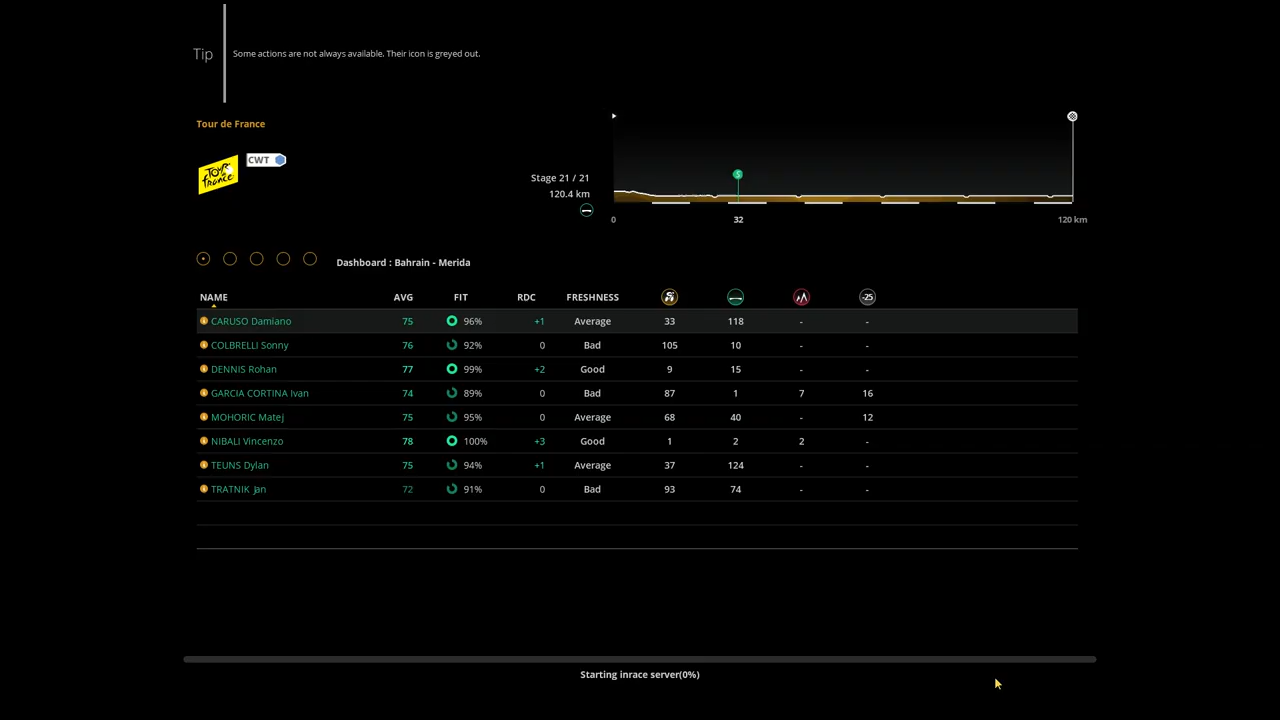 Tip
Some actions are not always available. Their icon is greyed out.
Tour de France
TOUR de france
CWT
Stage 21 / 21
120.4 km
S
0 32 120 km
Dashboard : Bahrain - Merida
NAME AVG FIT RDC FRESHNESS -25
CARUSO Damiano 75 96% +1 Average 33 118 - -
COLBRELLI Sonny 76 92% 0 Bad 105 10 - -
DENNIS Rohan 77 99% +2 Good 9 15 - -
GARCIA CORTINA Ivan 74 89% 0 Bad 87 1 7 16
MOHORIC Matej 75 95% 0 Average 68 40 - 12
NIBALI Vincenzo 78 100% +3 Good 1 2 2 -
TEUNS Dylan 75 94% +1 Average 37 124 - -
TRATNIK Jan 72 91% 0 Bad 93 74 - -
Starting inrace server(0%)